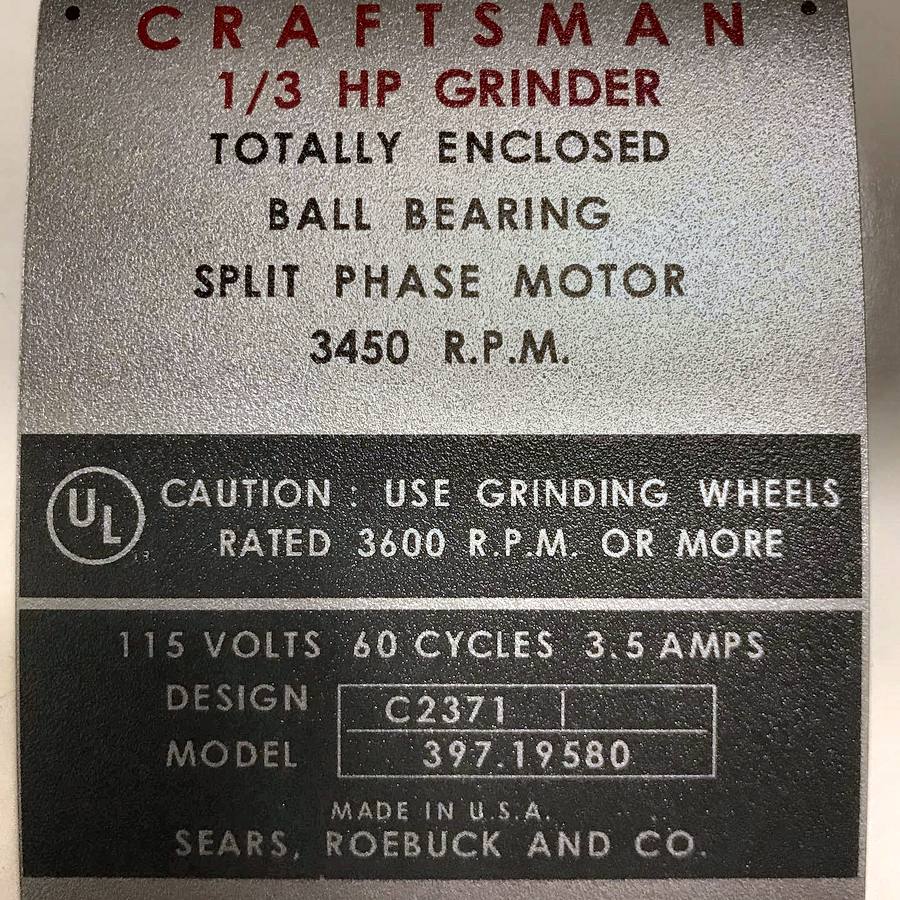 CRAFTSMAN
1/3 HP GRINDER
TOTALLY ENCLOSED
BALL BEARING
SPLIT PHASE MOTOR
3450 R.P.M.
UL
CAUTION : USE GRINDING WHEELS
RATED 3600 R.P.M. OR MORE
115 VOLTS 60 CYCLES 3.5 AMPS
DESIGN C2371
MODEL 397.19580
MADE IN U.S.A.
SEARS, ROEBUCK AND CO.